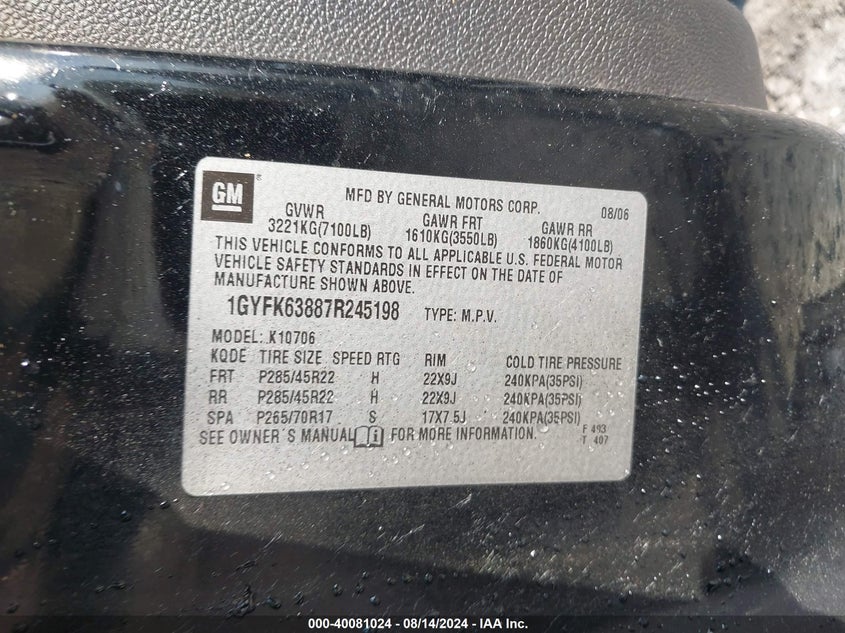 GM ®
MFD BY GENERAL MOTORS CORP. 08/06
GVWR GAWR FRT GAWR RR
3221KG(7100LB) 1610KG(3550LB) 1860KG(4100LB)
THIS VEHICLE CONFORMS TO ALL APPLICABLE U.S. FEDERAL MOTOR
VEHICLE SAFETY STANDARDS IN EFFECT ON THE DATE OF
MANUFACTURE SHOWN ABOVE.
1GYFK63887R245198 TYPE: M.P.V.
MODEL: K10706
KQDE TIRE SIZE SPEED RTG RIM COLD TIRE PRESSURE
FRT P285/45R22 H 22X9J 240KPA(35PSI)
RR P285/45R22 H 22X9J 240KPA(35PSI)
SPA P265/70R17 S 17X7.5J 240KPA(35PSI)
SEE OWNER'S MANUAL i FOR MORE INFORMATION.
F 493
T 407
000-40081024 / 08/14/2024 / IAA Inc.